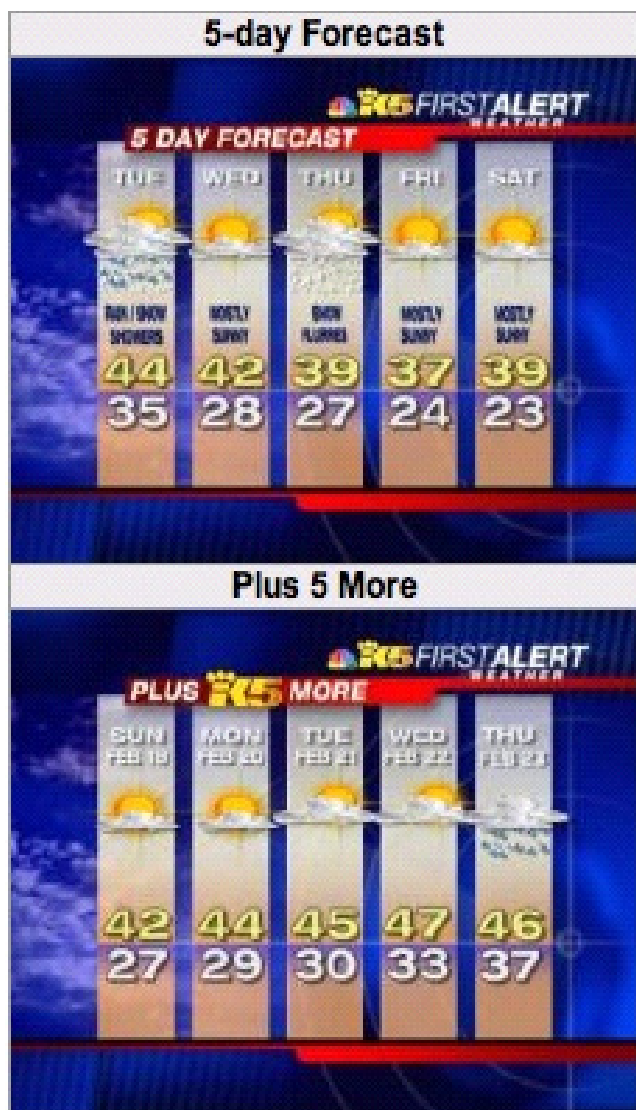 5-day Forecast
K5 FIRST ALERT
WEATHER
5 DAY FORECAST
TUE WED THU FRI SAT
RAIN / SNOW MOSTLY SNOW MOSTLY MOSTLY
SHOWERS SUNNY FLURRIES SUNNY SUNNY
44 42 39 37 39
35 28 27 24 23
Plus 5 More
K5 FIRST ALERT
WEATHER
PLUS K5 MORE
SUN MON TUE WED THU
FEB 19 FEB 20 FEB 21 FEB 22 FEB 23
42 44 45 47 46
27 29 30 33 37